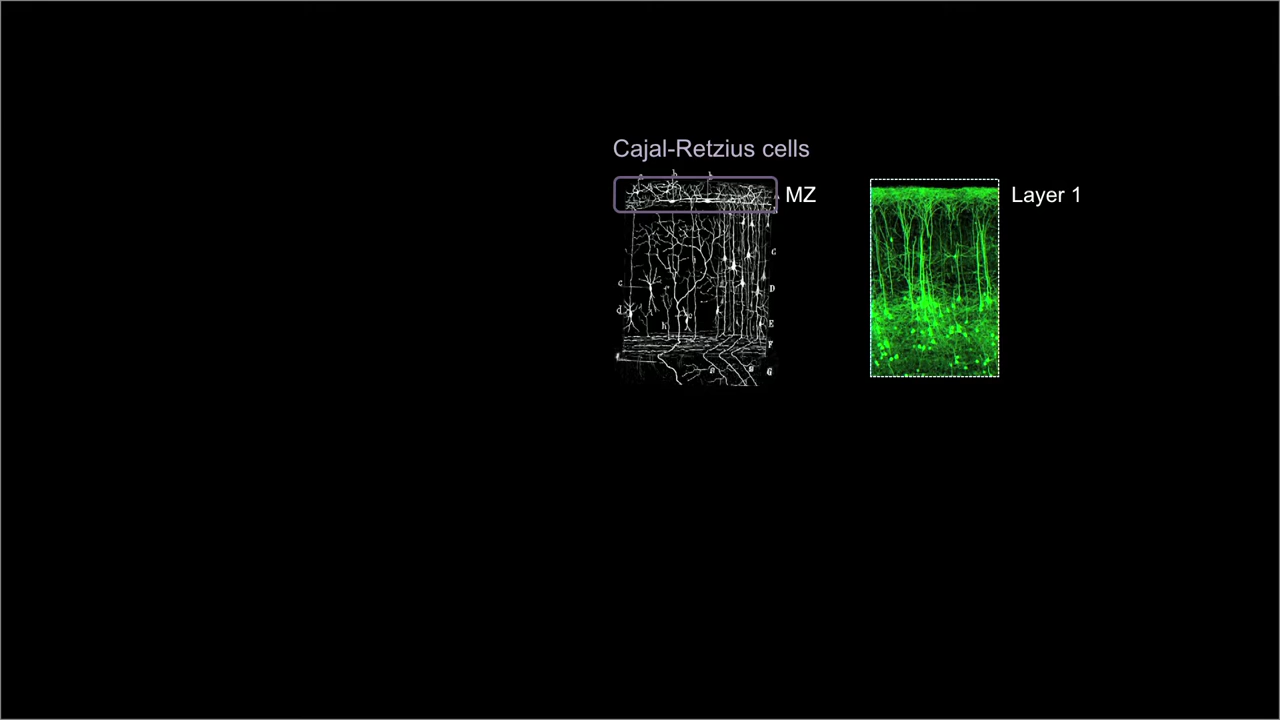 Cajal-Retzius cells
a b b
MZ
Layer 1
C
c
D
d
h e E
F
a a G